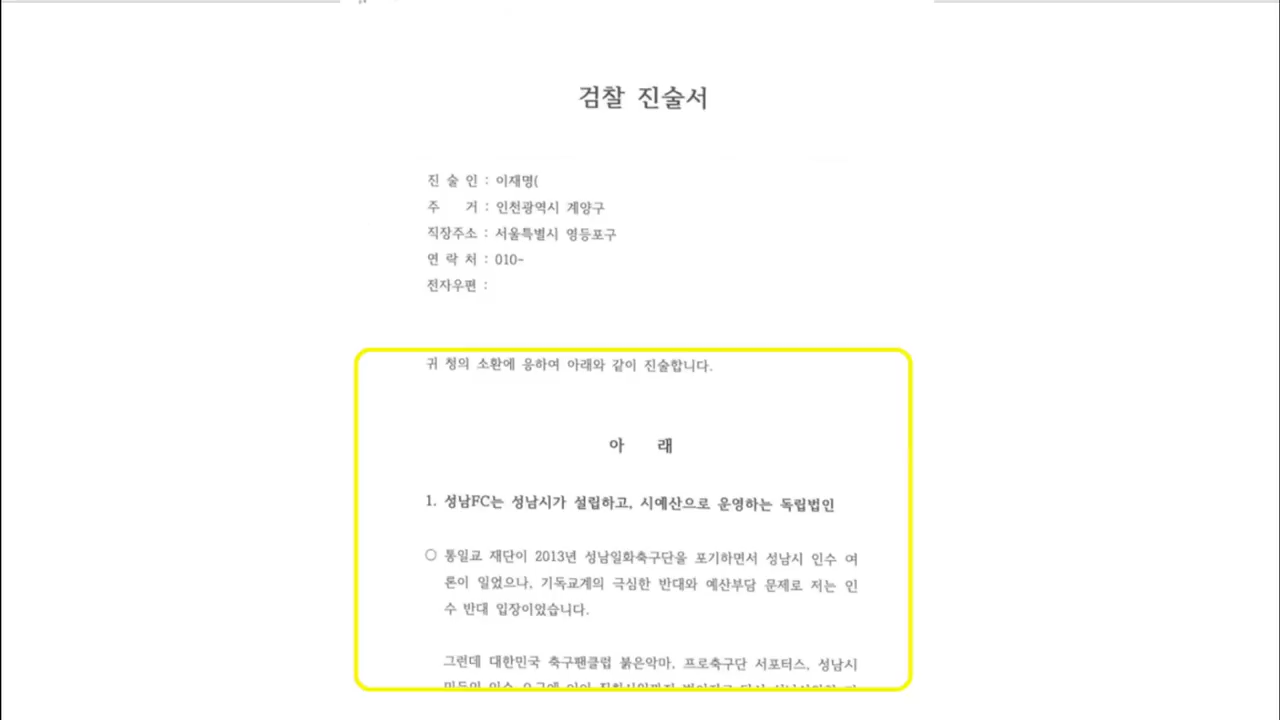 검찰 진술서
진 술 인 : 이재명(
주 거 : 인천광역시 계양구
직장주소 : 서울특별시 영등포구
연 락 처 : 010-
전자우편 :
귀 청의 소환에 응하여 아래와 같이 진술합니다.
아 래
1. 성남FC는 성남시가 설립하고, 시예산으로 운영하는 독립법인
○ 통일교 재단이 2013년 성남일화축구단을 포기하면서 성남시 인수 여
론이 일었으나, 기독교계의 극심한 반대와 예산부담 문제로 저는 인
수 반대 입장이었습니다.
그런데 대한민국 축구팬클럽 붉은악마, 프로축구단 서포터스, 성남시